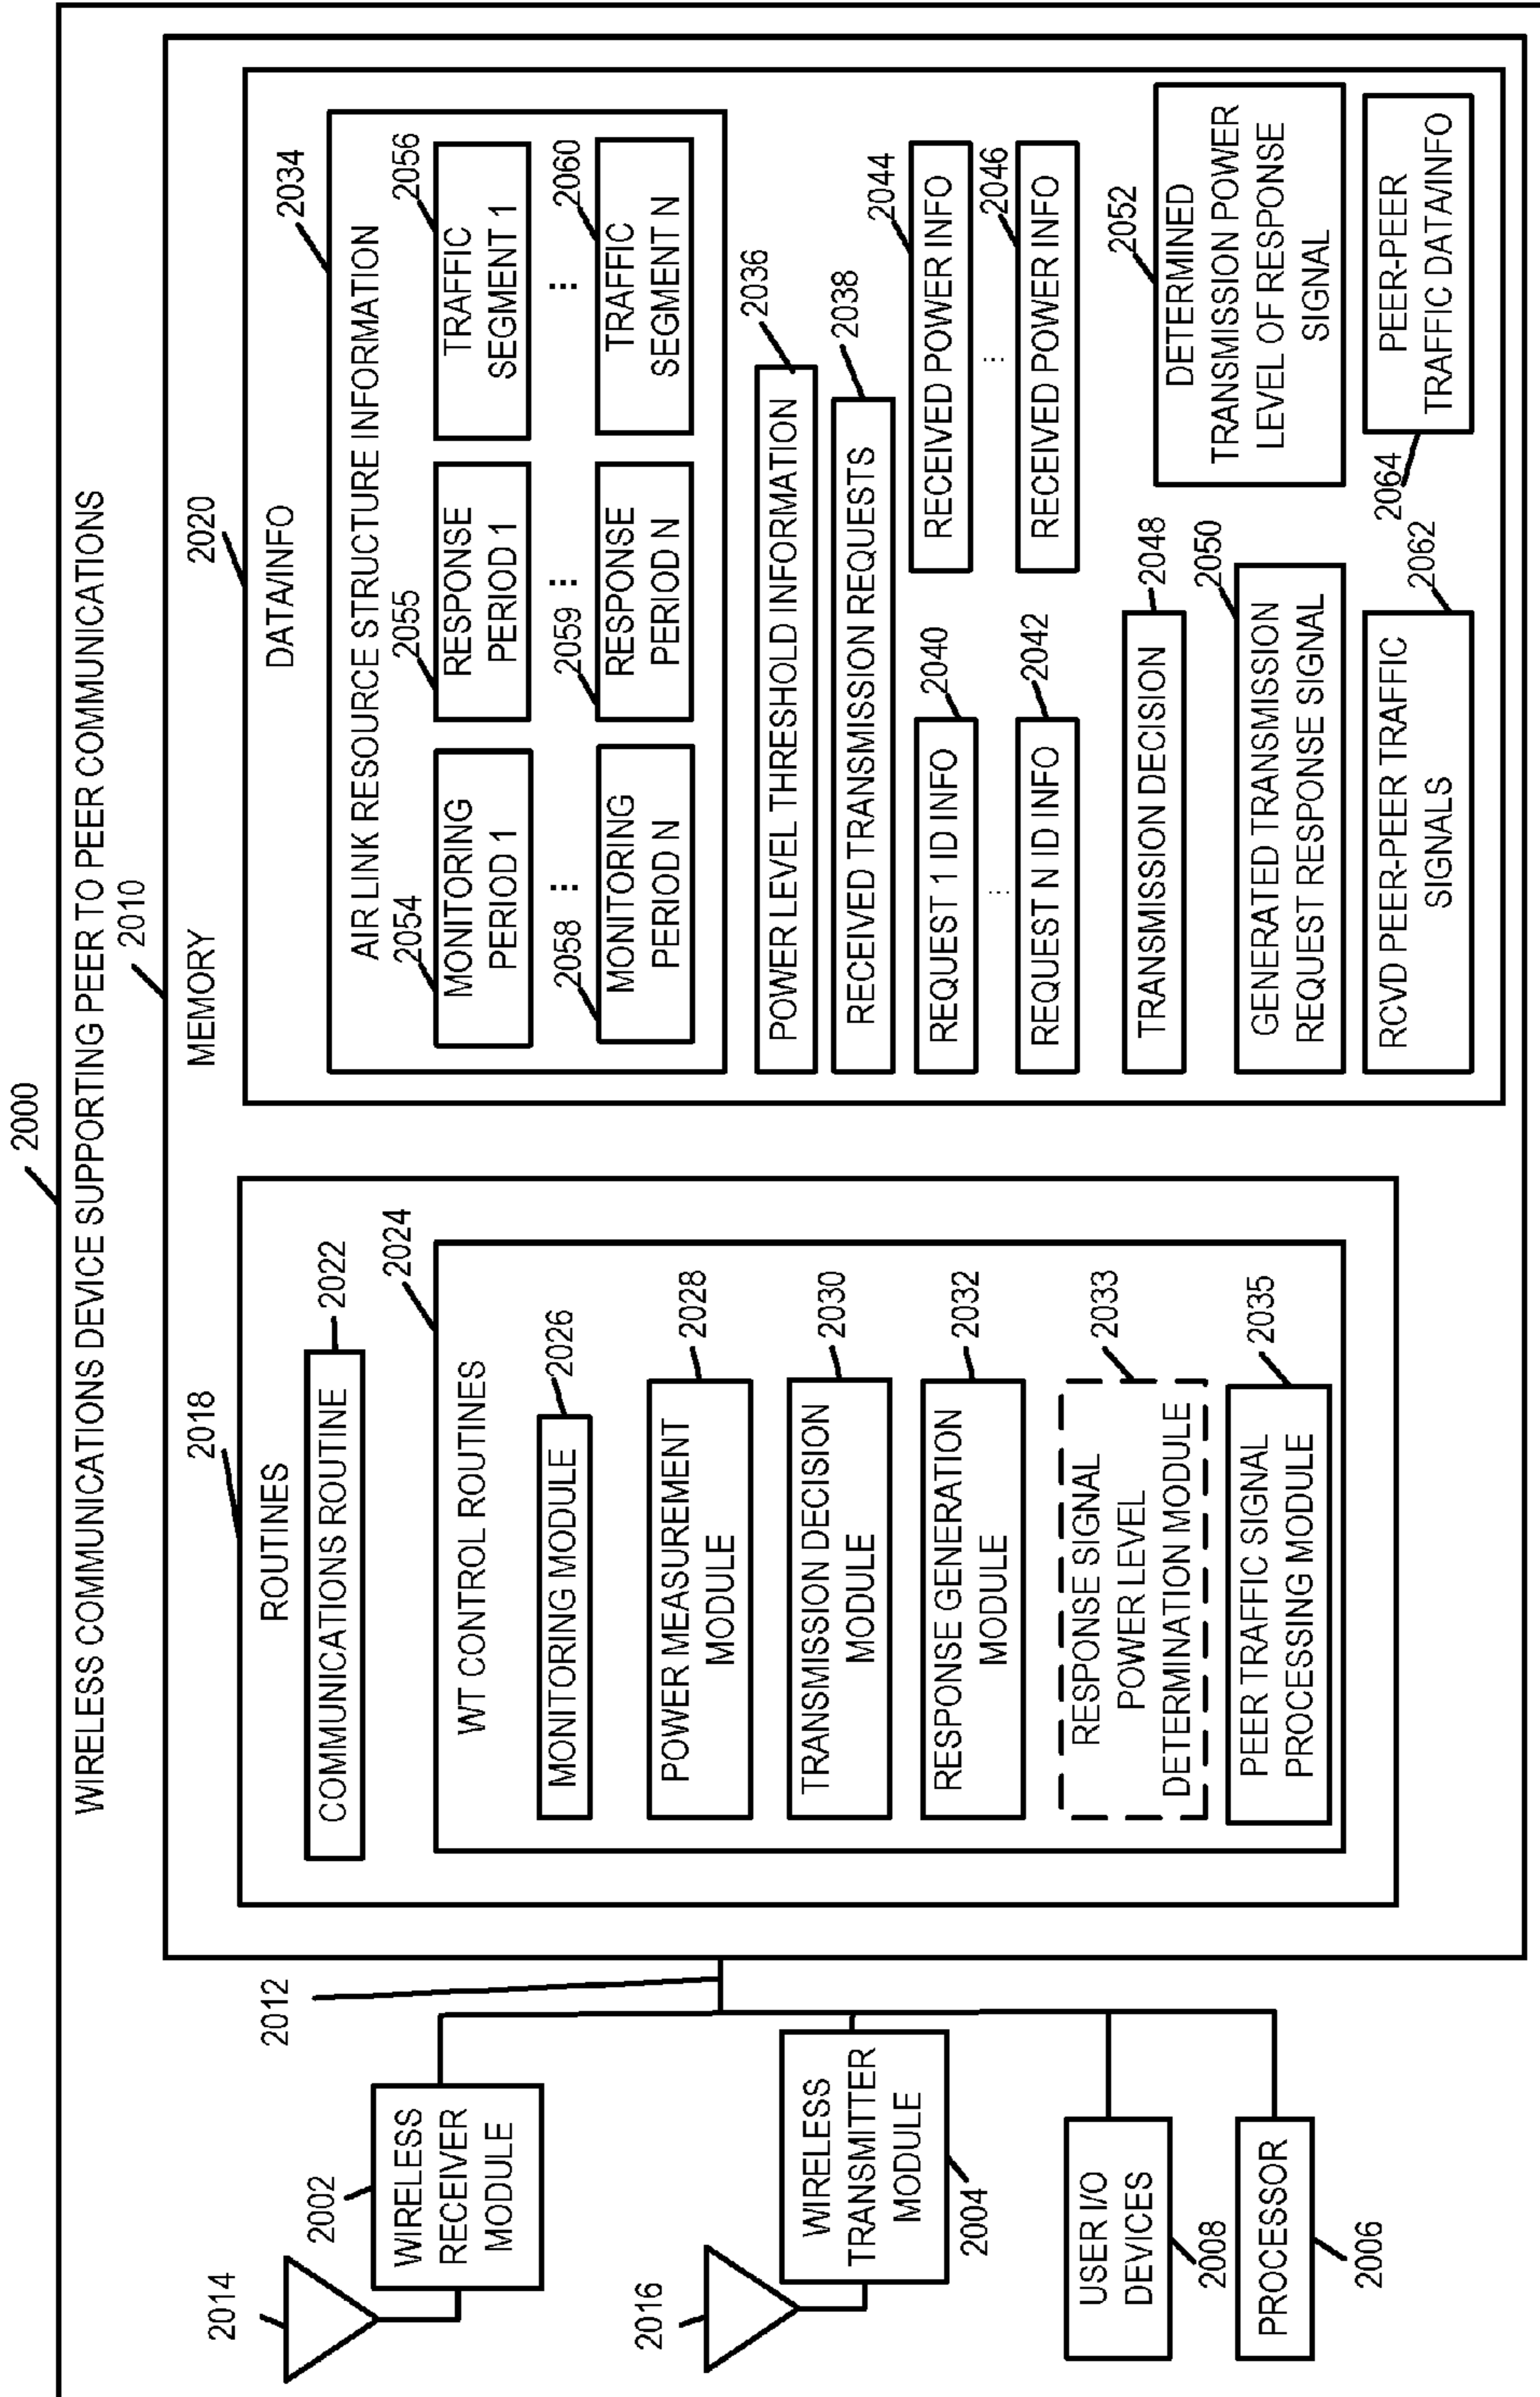 2000
WIRELESS COMMUNICATIONS DEVICE SUPPORTING PEER TO PEER COMMUNICATIONS
2010
MEMORY
2014
2002
WIRELESS
RECEIVER
MODULE
2016
WIRELESS
TRANSMITTER
MODULE
2004
USER I/O
DEVICES
2008
PROCESSOR
2006
2012
2018
ROUTINES
COMMUNICATIONS ROUTINE
2022
2024
WT CONTROL ROUTINES
MONITORING MODULE
2026
POWER MEASUREMENT
MODULE
2028
TRANSMISSION DECISION
MODULE
2030
RESPONSE GENERATION
MODULE
2032
RESPONSE SIGNAL
POWER LEVEL
DETERMINATION MODULE
2033
PEER TRAFFIC SIGNAL
PROCESSING MODULE
2035
2020
DATA/INFO
2034
AIR LINK RESOURCE STRUCTURE INFORMATION
2054
MONITORING
PERIOD 1
2055
RESPONSE
PERIOD 1
2056
TRAFFIC
SEGMENT 1
...
...
...
2058
MONITORING
PERIOD N
2059
RESPONSE
PERIOD N
2060
TRAFFIC
SEGMENT N
POWER LEVEL THRESHOLD INFORMATION
2036
RECEIVED TRANSMISSION REQUESTS
2038
REQUEST 1 ID INFO
2040
RECEIVED POWER INFO
2044
...
...
REQUEST N ID INFO
2042
RECEIVED POWER INFO
2046
TRANSMISSION DECISION
2048
GENERATED TRANSMISSION
REQUEST RESPONSE SIGNAL
2050
2052
DETERMINED
TRANSMISSION POWER
LEVEL OF RESPONSE
SIGNAL
RCVD PEER-PEER TRAFFIC
SIGNALS
2062
PEER-PEER
TRAFFIC DATA/INFO
2064